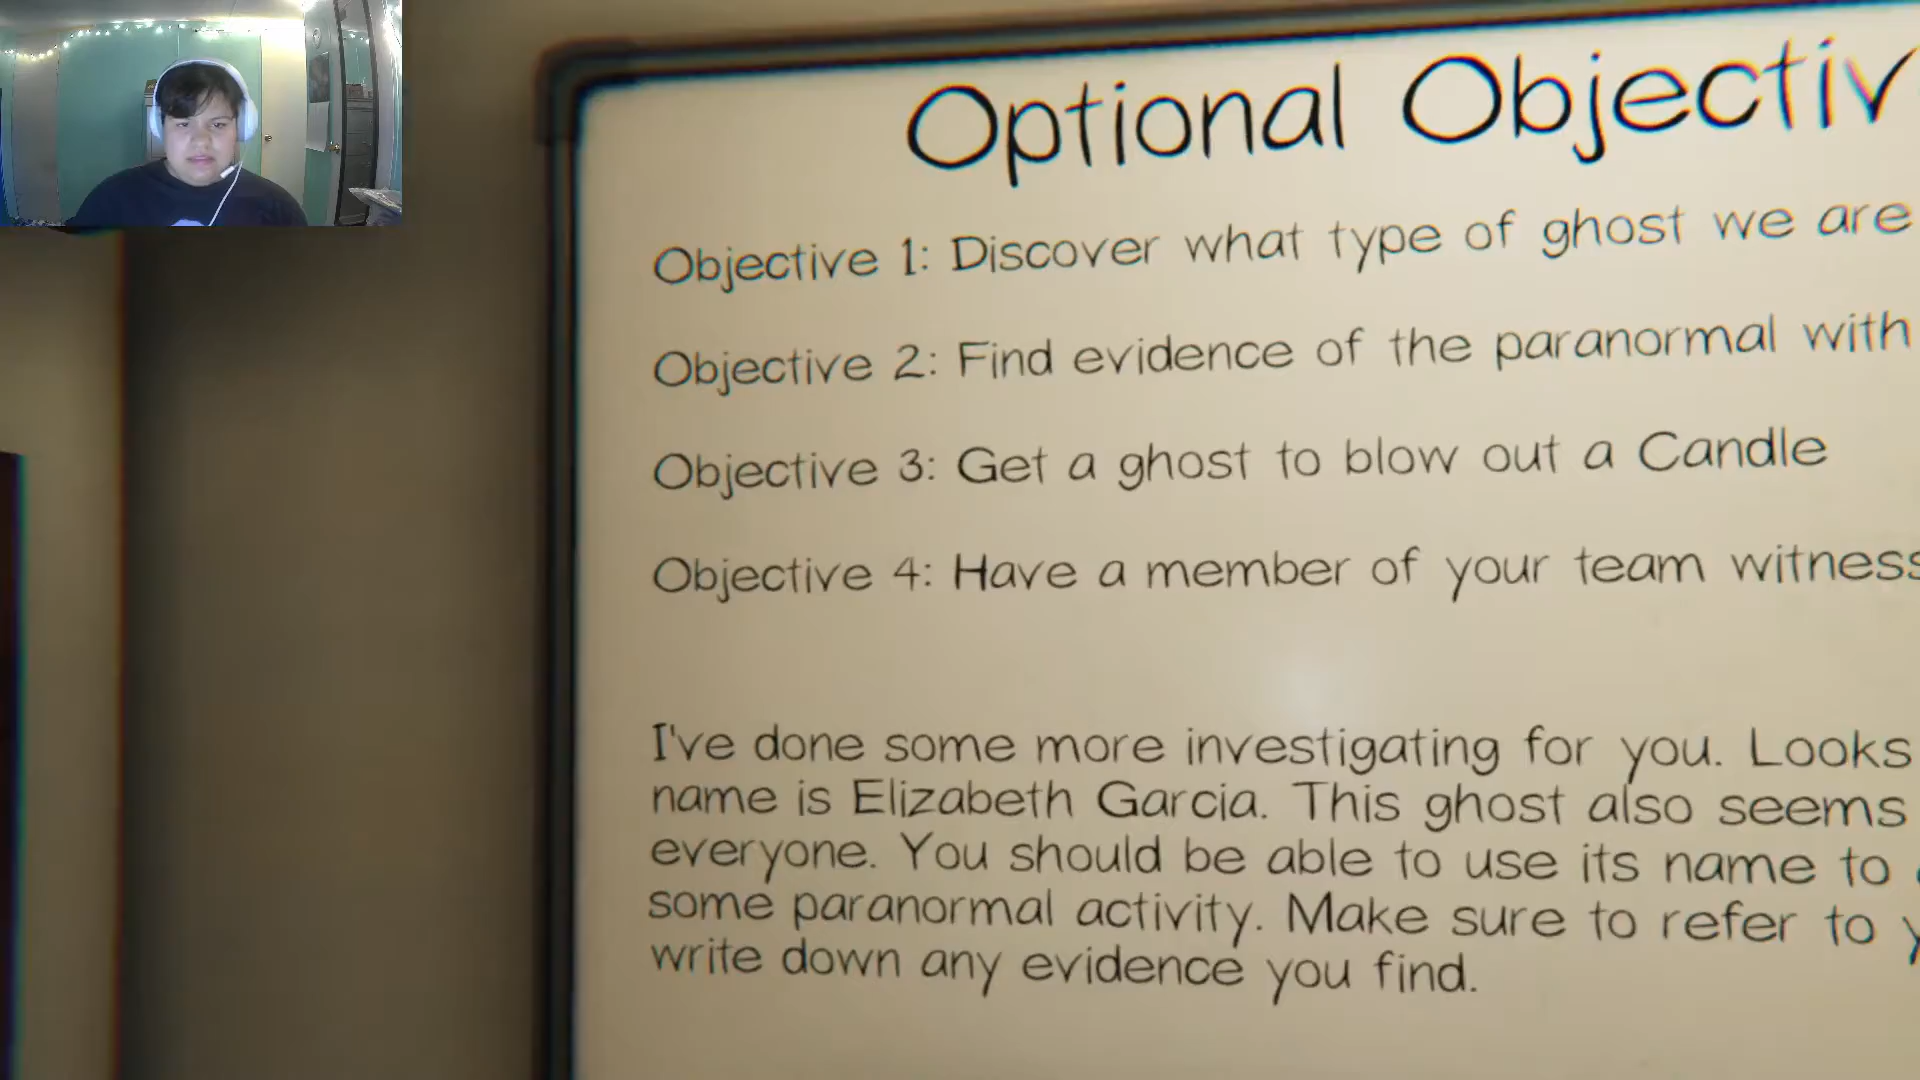 Optional Objectiv
Objective 1: Discover what type of ghost we are
Objective 2: Find evidence of the paranormal with
Objective 3: Get a ghost to blow out a Candle
Objective 4: Have a member of your team witness
I've done some more investigating for you. Looks
name is Elizabeth Garcia. This ghost also seems
everyone. You should be able to use its name to
some paranormal activity. Make sure to refer to
write down any evidence you find.